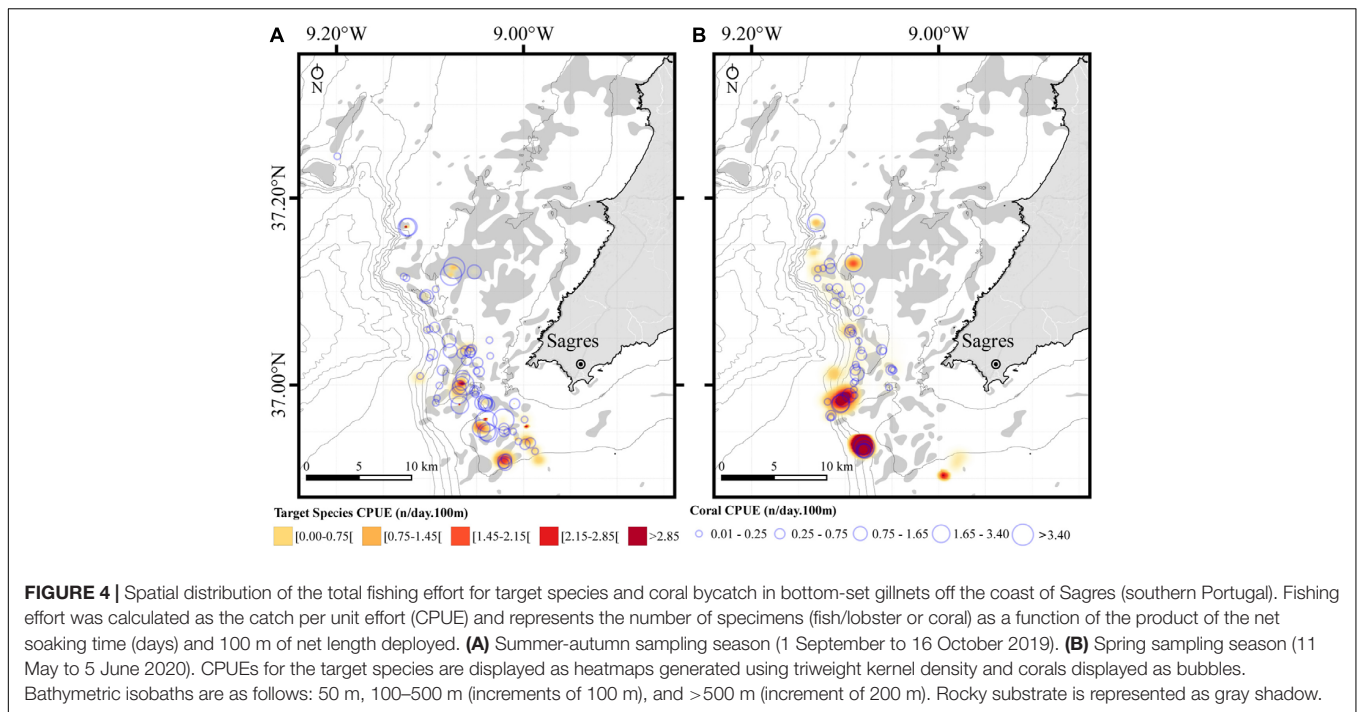 A 9.20°W 9.00°W B 9.20°W 9.00°W
N N
37.20°N
37.00°N
Sagres Sagres
0 5 10 km 0 5 10 km
Target Species CPUE (n/day.100m) Coral CPUE (n/day.100m)
[0.00-0.75[ [0.75-1.45[ [1.45-2.15[ [2.15-2.85[ >2.85 0.01 - 0.25 0.25 - 0.75 0.75 - 1.65 1.65 - 3.40 >3.40
FIGURE 4 | Spatial distribution of the total fishing effort for target species and coral bycatch in bottom-set gillnets off the coast of Sagres (southern Portugal). Fishing
effort was calculated as the catch per unit effort (CPUE) and represents the number of specimens (fish/lobster or coral) as a function of the product of the net
soaking time (days) and 100 m of net length deployed. (A) Summer-autumn sampling season (1 September to 16 October 2019). (B) Spring sampling season (11
May to 5 June 2020). CPUEs for the target species are displayed as heatmaps generated using triweight kernel density and corals displayed as bubbles.
Bathymetric isobaths are as follows: 50 m, 100–500 m (increments of 100 m), and >500 m (increment of 200 m). Rocky substrate is represented as gray shadow.